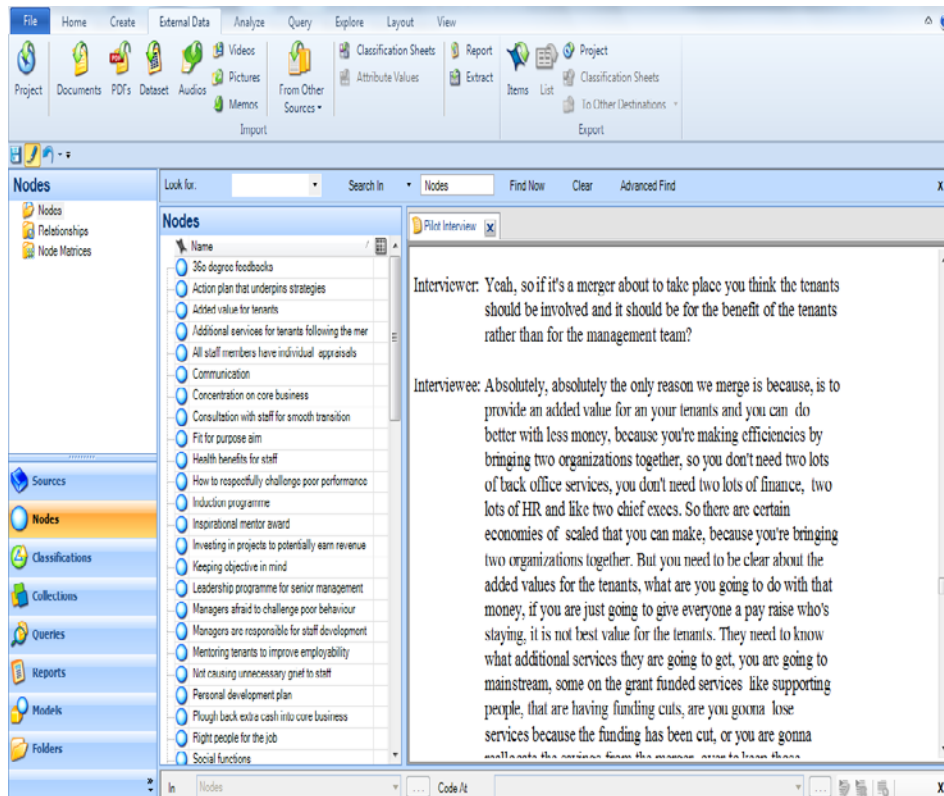 File Home Create External Data Analyze Query Explore Layout View
Project Documents PDFs Dataset Audios Videos Pictures Memos From Other Sources Classification Sheets Attribute Values Report Extract Items List Project Classification Sheets To Other Destinations
Import Export
Nodes
Nodes
Relationships
Node Matrices
Sources
Nodes
Classifications
Collections
Queries
Reports
Models
Folders
Look for: Search In Nodes Find Now Clear Advanced Find X
Nodes
Name
36o degree feedbacks
Action plan that underpins strategies
Added value for tenants
Additional services for tenants following the mer
All staff members have individual appraisals
Communication
Concentration on core business
Consultation with staff for smooth transition
Fit for purpose aim
Health benefits for staff
How to respectfully challenge poor performance
Induction programme
Inspirational mentor award
Investing in projects to potentially earn revenue
Keeping objective in mind
Leadership programme for senior management
Managers afraid to challenge poor behaviour
Managers are responsible for staff development
Mentoring tenants to improve employability
Not causing unnecessary grief to staff
Personal development plan
Plough back extra cash into core business
Right people for the job
Social functions
Pilot Interview x
Interviewer: Yeah, so if it's a merger about to take place you think the tenants
should be involved and it should be for the benefit of the tenants
rather than for the management team?
Interviewee: Absolutely, absolutely the only reason we merge is because, is to
provide an added value for an your tenants and you can do
better with less money, because you're making efficiencies by
bringing two organizations together, so you don't need two lots
of back office services, you don't need two lots of finance, two
lots of HR and like two chief execs. So there are certain
economies of scaled that you can make, because you're bringing
two organizations together. But you need to be clear about the
added values for the tenants, what are you going to do with that
money, if you are just going to give everyone a pay raise who's
staying, it is not best value for the tenants. They need to know
what additional services they are going to get, you are going to
mainstream, some on the grant funded services like supporting
people, that are having funding cuts, are you goona lose
services because the funding has been cut, or you are gonna
In Nodes ... Code At ... X